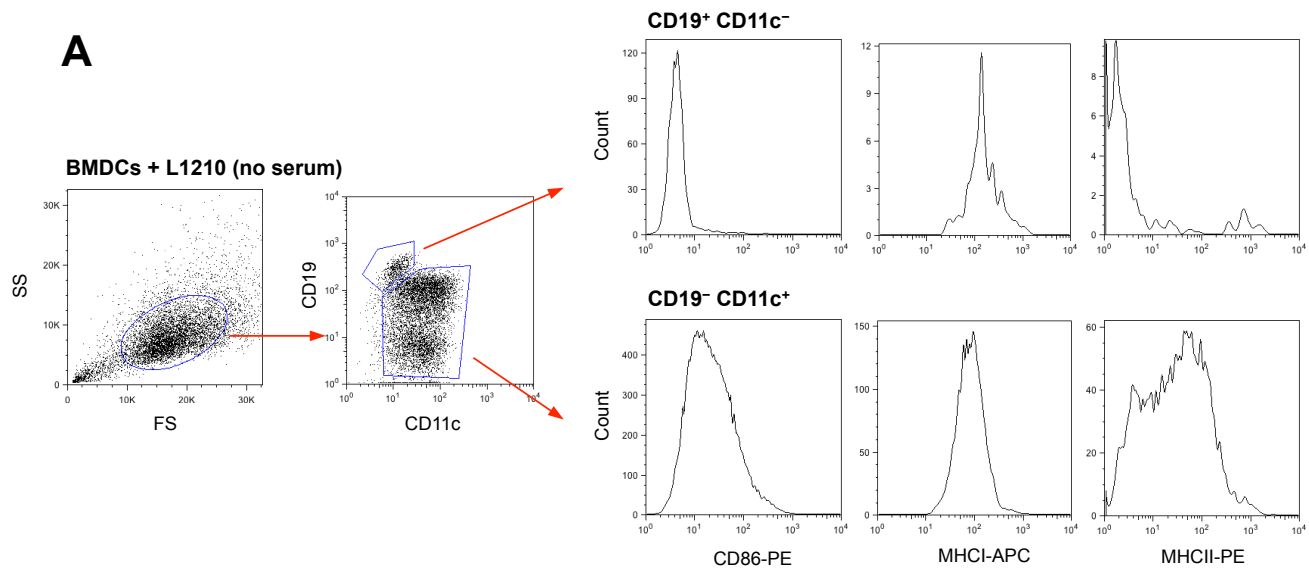 A
BMDCs + L1210 (no serum)
SS
30K
20K
10K
0
0 10K 20K 30K
FS
CD19
10⁴
10³
10²
10¹
10⁰
10⁰ 10¹ 10² 10³ 10⁴
CD11c
CD19⁺ CD11c⁻
Count
120
90
60
30
0
10⁰ 10¹ 10² 10³ 10⁴
12
9
6
3
0
10⁰ 10¹ 10² 10³ 10⁴
8
6
4
2
0
10⁰ 10¹ 10² 10³ 10⁴
CD19⁻ CD11c⁺
Count
400
300
200
100
0
10⁰ 10¹ 10² 10³ 10⁴
CD86-PE
150
100
50
0
10⁰ 10¹ 10² 10³ 10⁴
MHCI-APC
60
40
20
0
10⁰ 10¹ 10² 10³ 10⁴
MHCII-PE